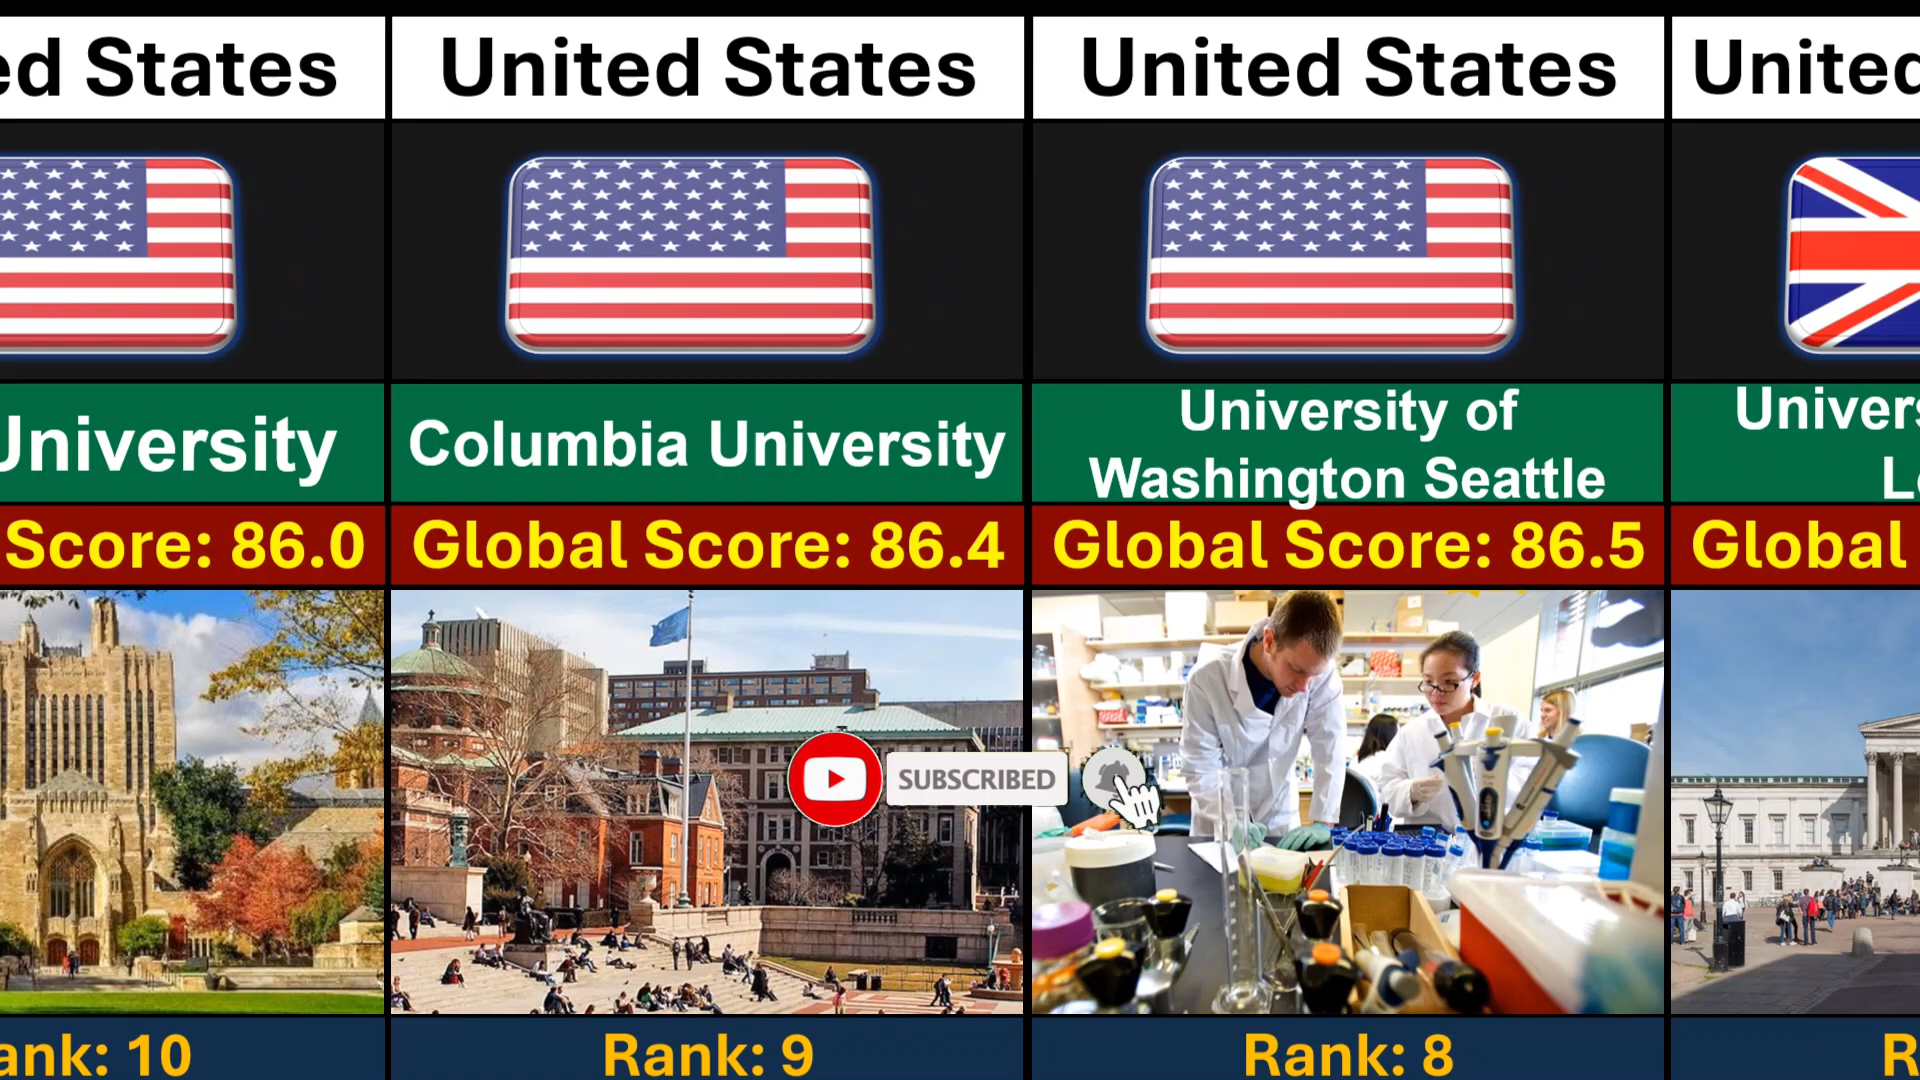 ed States
United States
United States
United
University
Columbia University
University of
Washington Seattle
Univers
L
Score: 86.0
Global Score: 86.4
Global Score: 86.5
Global
SUBSCRIBED
ank: 10
Rank: 9
Rank: 8
R